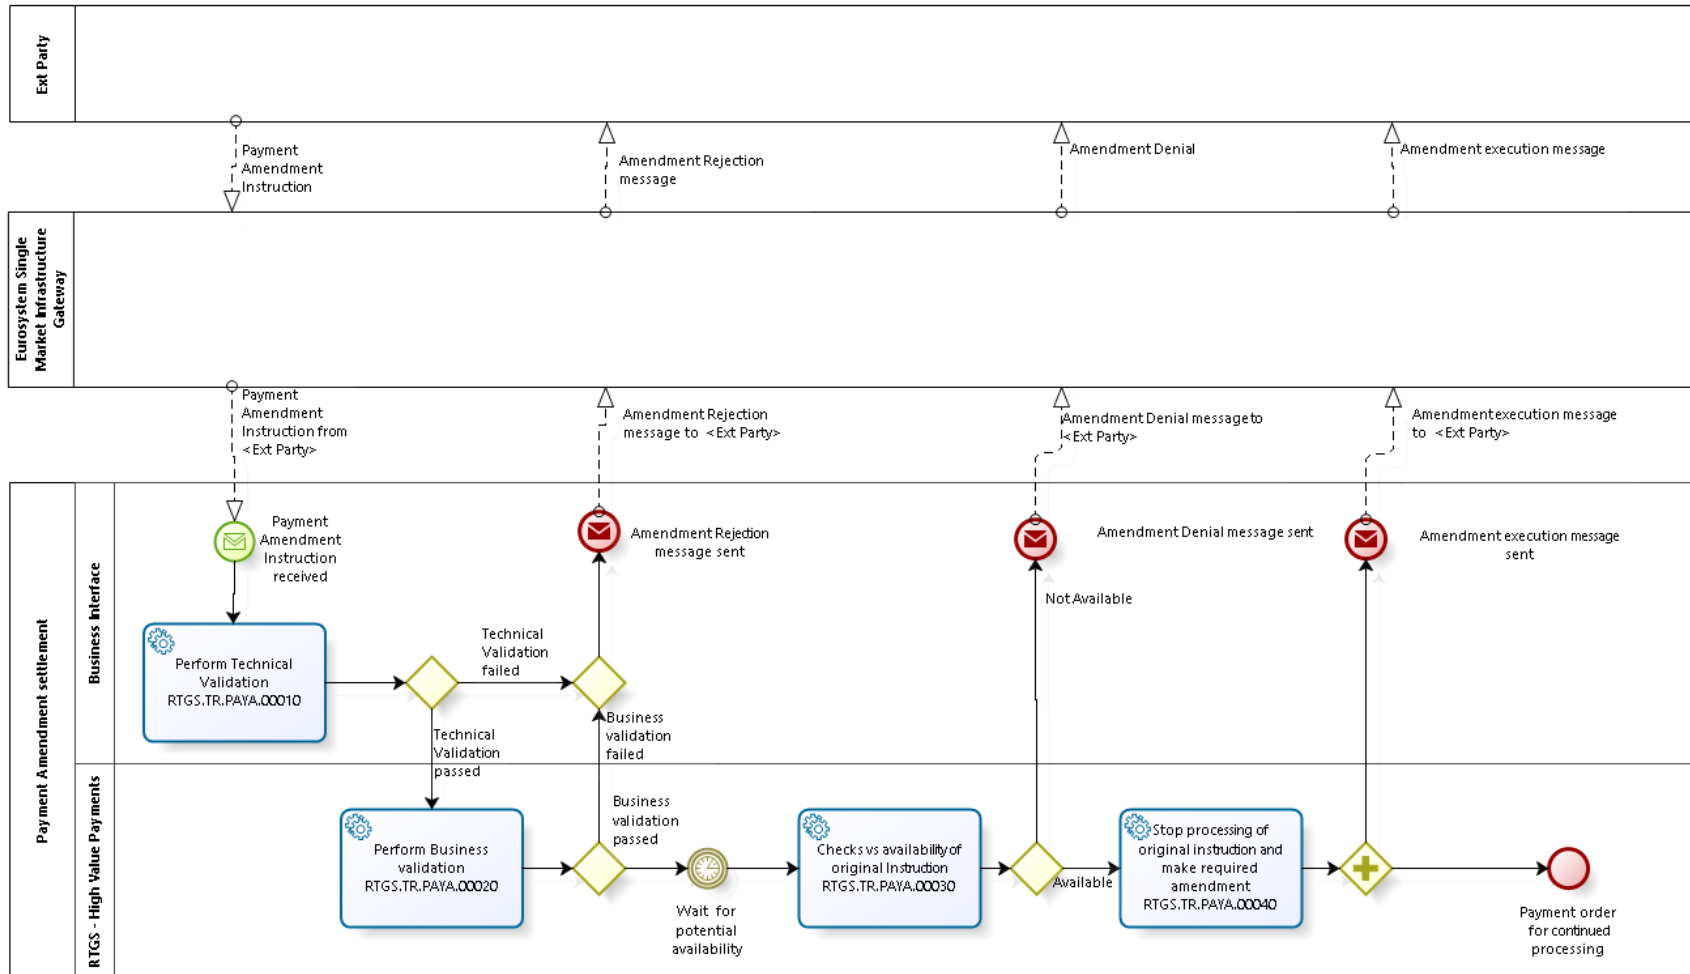 Ext Party
Payment
Amendment
Instruction
Amendment Rejection
message
Amendment Denial
Amendment execution message
Eurosystem Single
Market Infrastructure
Gateway
Payment
Amendment
Instruction from
<Ext Party>
Amendment Rejection
message to <Ext Party>
Amendment Denial message to
<Ext Party>
Amendment execution message
to <Ext Party>
Payment Amendment settlement
Business Interface
Payment
Amendment
Instruction
received
Amendment Rejection
message sent
Amendment Denial message sent
Amendment execution message
sent
Not Available
Perform Technical
Validation
RTGS.TR.PAYA.00010
Technical
Validation
failed
Technical
Validation
passed
Business
validation
failed
RTGS - High Value Payments
Perform Business
validation
RTGS.TR.PAYA.00020
Business
validation
passed
Wait for
potential
availability
Checks vs availability of
original Instruction
RTGS.TR.PAYA.00030
Available
Stop processing of
original instruction and
make required
amendment
RTGS.TR.PAYA.00040
Payment order
for continued
processing